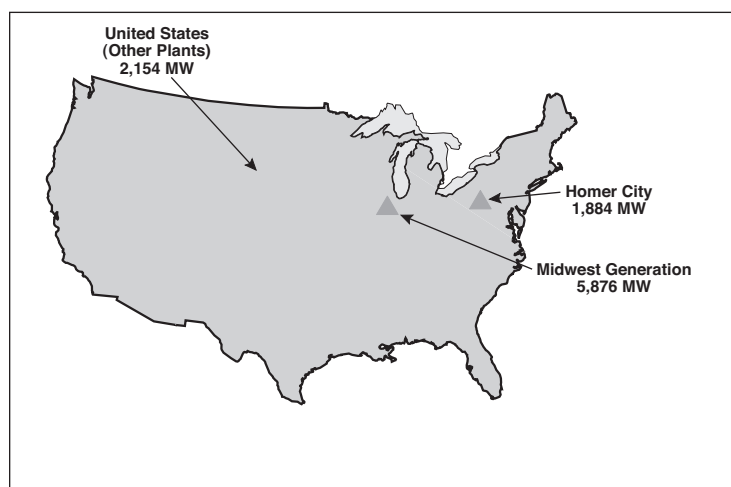 United States
(Other Plants)
2,154 MW
Homer City
1,884 MW
Midwest Generation
5,876 MW